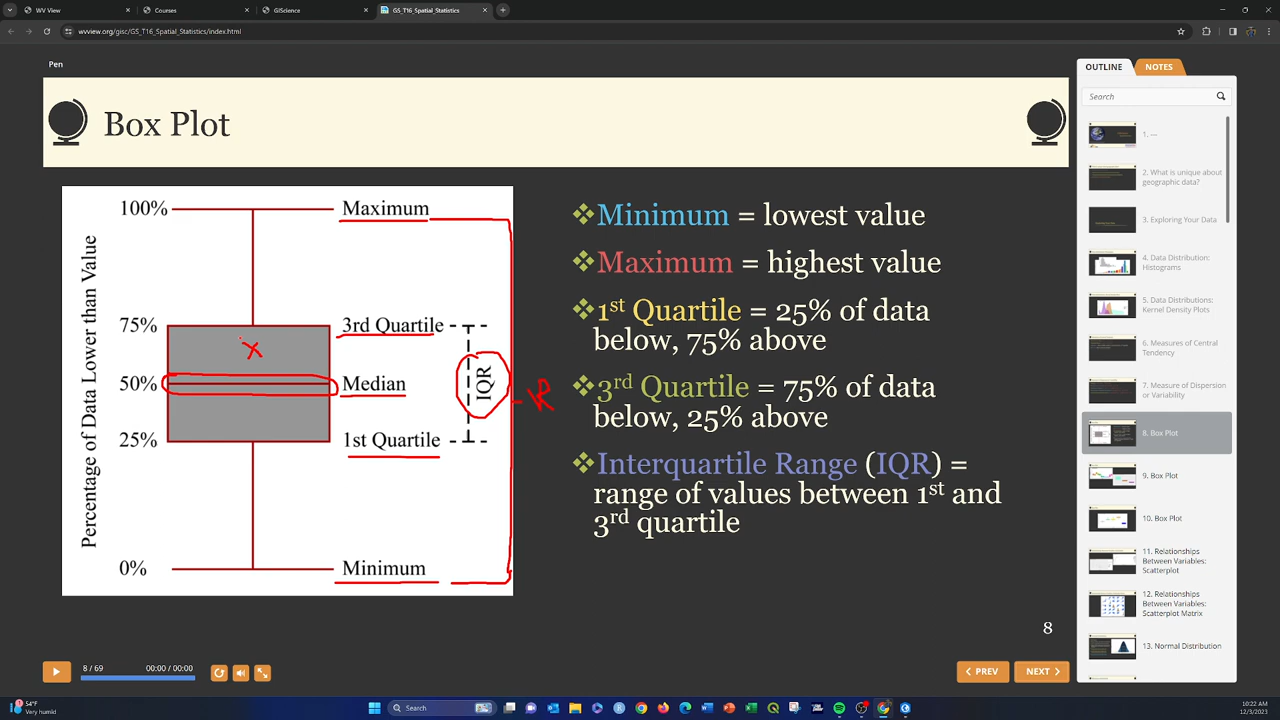 WV View
Courses
GIScience
GS_T16_Spatial_Statistics
wvview.org/gisc/GS_T16_Spatial_Statistics/index.html
Pen
Box Plot
100%
Maximum
75%
3rd Quartile
50%
Median
IQR
25%
1st Quartile
0%
Minimum
Percentage of Data Lower than Value
Minimum = lowest value
Maximum = highest value
1st Quartile = 25% of data
below, 75% above
3rd Quartile = 75% of data
below, 25% above
Interquartile Range (IQR) =
range of values between 1st and
3rd quartile
8
8 / 69
00:00 / 00:00
PREV
NEXT
OUTLINE
NOTES
Search
1. ---
2. What is unique about
geographic data?
3. Exploring Your Data
4. Data Distribution:
Histograms
5. Data Distributions:
Kernel Density Plots
6. Measures of Central
Tendency
7. Measure of Dispersion
or Variability
8. Box Plot
9. Box Plot
10. Box Plot
11. Relationships
Between Variables:
Scatterplot
12. Relationships
Between Variables:
Scatterplot Matrix
13. Normal Distribution
54°F
Very humid
Search
10:22 AM
12/3/2023